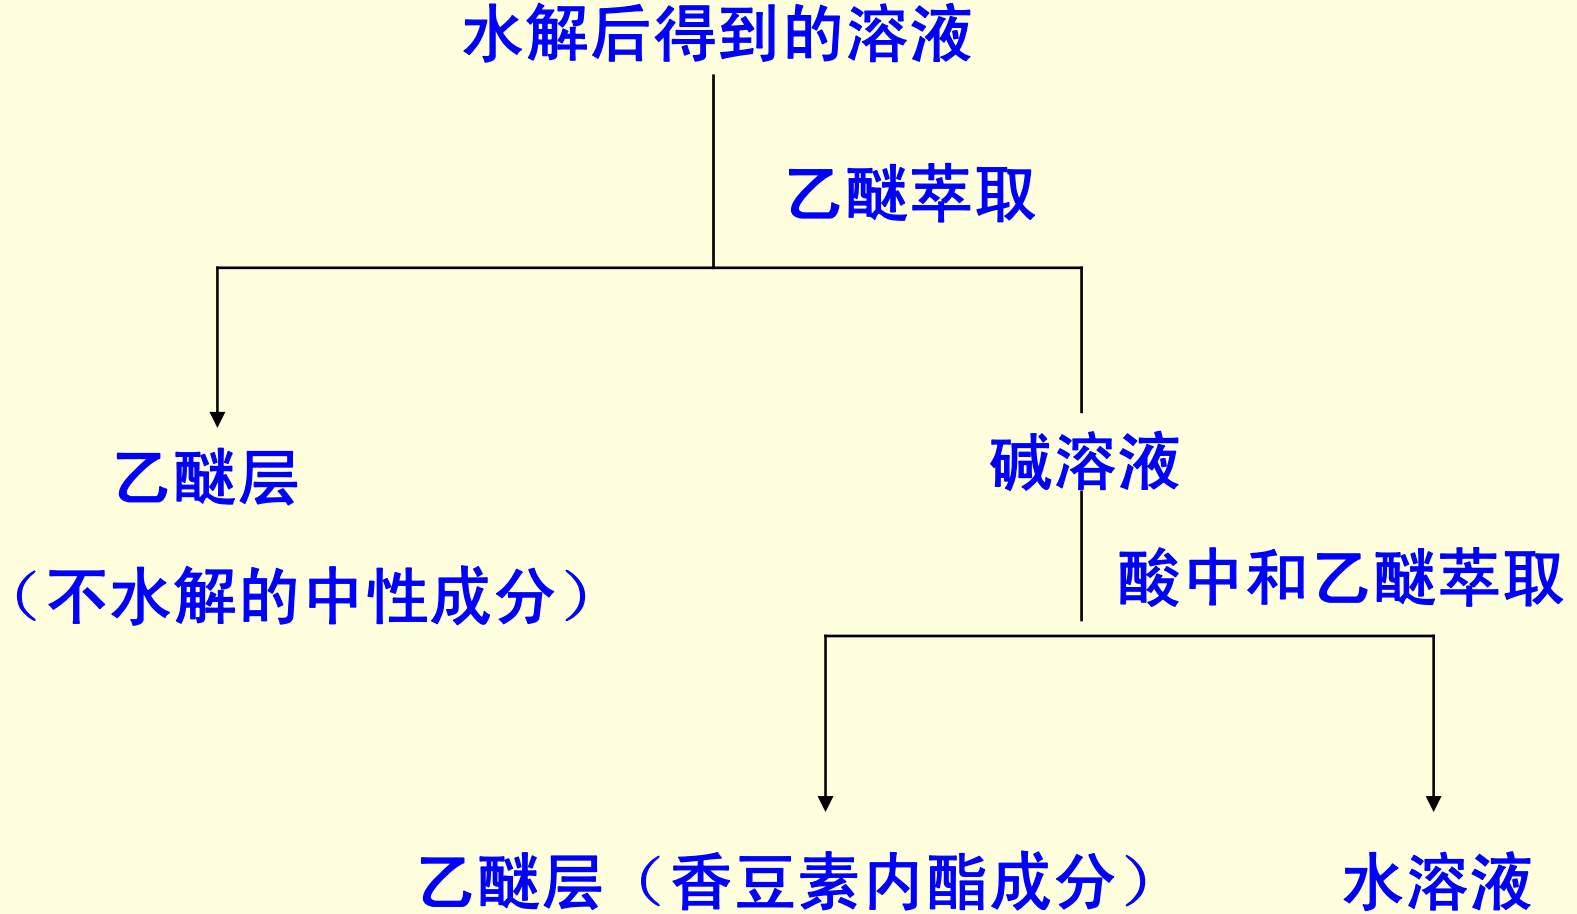 水解后得到的溶液
乙醚萃取
乙醚层
碱溶液
（不水解的中性成分）
酸中和乙醚萃取
乙醚层（香豆素内酯成分）
水溶液